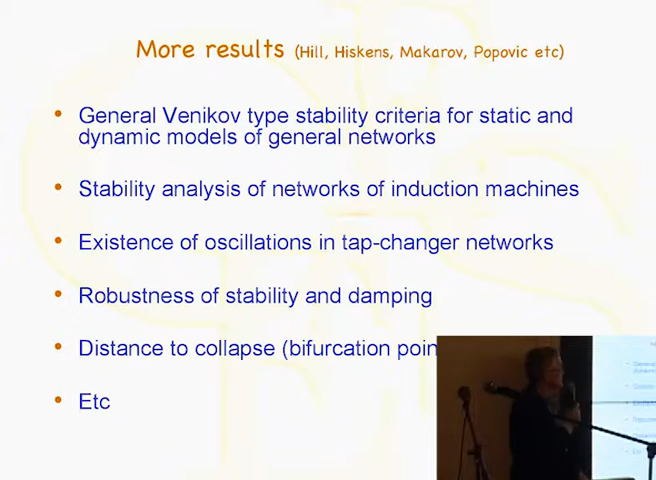 More results (Hill, Hiskens, Makarov, Popovic etc)
• General Venikov type stability criteria for static and
dynamic models of general networks
• Stability analysis of networks of induction machines
• Existence of oscillations in tap-changer networks
• Robustness of stability and damping
• Distance to collapse (bifurcation poin
• Etc